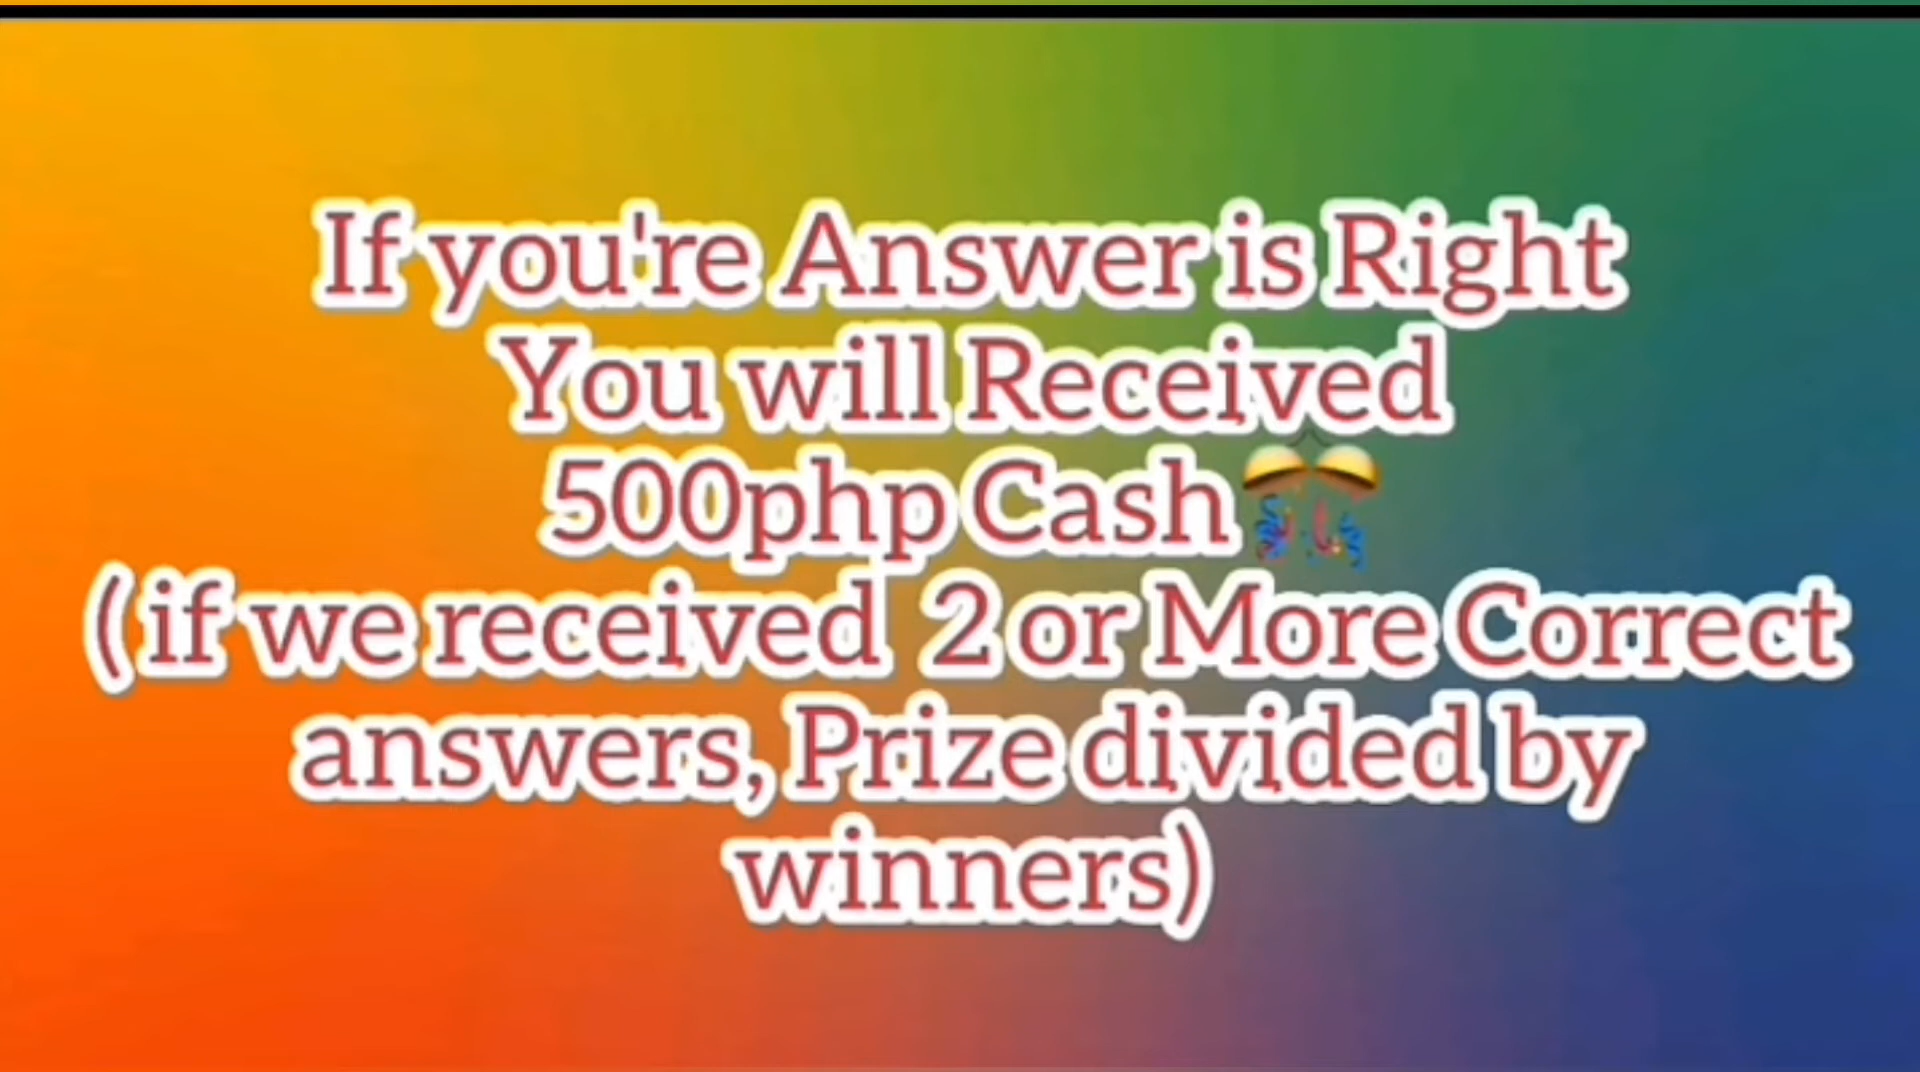 If you're Answer is Right
You will Received
500php Cash🎊
( if we received 2 or More Correct
answers, Prize divided by
winners)